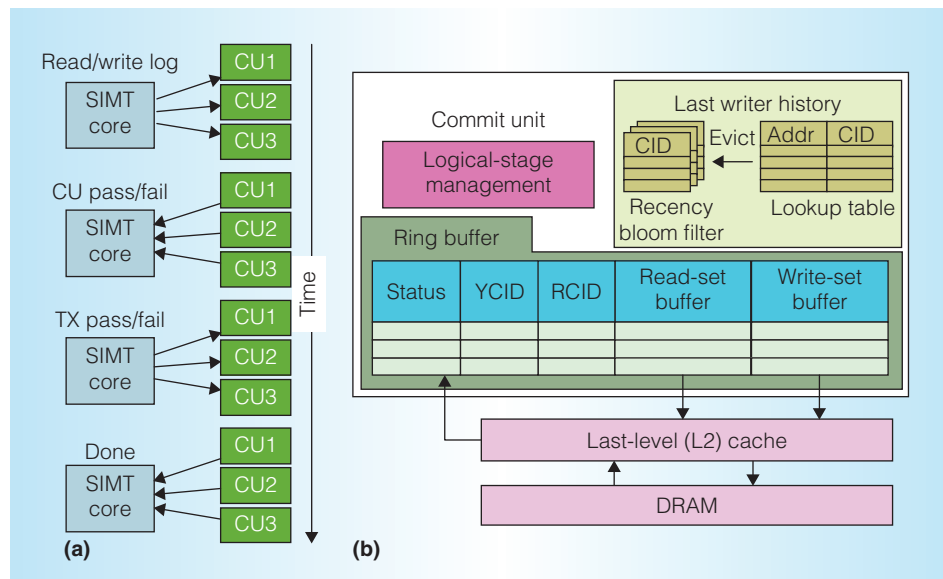 Read/write log
SIMT
core
CU1
CU2
CU3
CU pass/fail
SIMT
core
CU1
CU2
CU3
TX pass/fail
SIMT
core
CU1
CU2
CU3
Done
SIMT
core
CU1
CU2
CU3
Time
(a)
Commit unit
Logical-stage
management
Last writer history
CID
Evict
Addr
CID
Recency
bloom filter
Lookup table
Ring buffer
Status
YCID
RCID
Read-set
buffer
Write-set
buffer
Last-level (L2) cache
DRAM
(b)